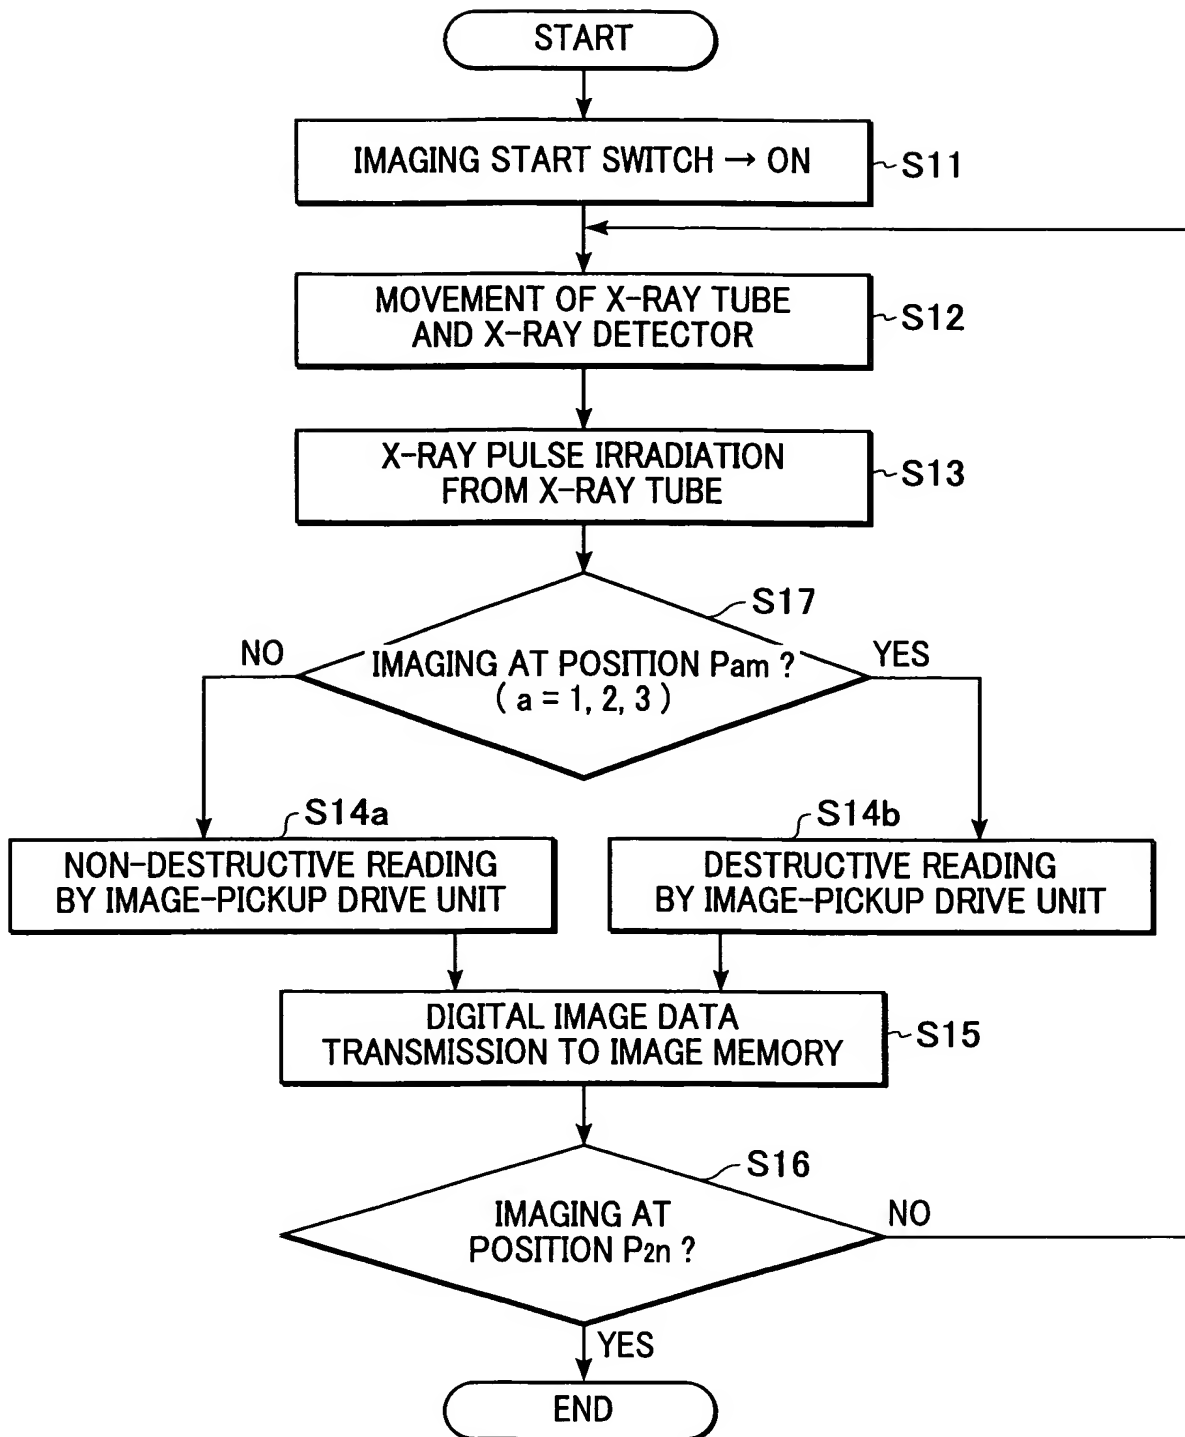 START
IMAGING START SWITCH → ON
S11
MOVEMENT OF X-RAY TUBE
AND X-RAY DETECTOR
S12
X-RAY PULSE IRRADIATION
FROM X-RAY TUBE
S13
S17
NO
IMAGING AT POSITION Pam ?
( a = 1, 2, 3 )
YES
S14a
NON-DESTRUCTIVE READING
BY IMAGE-PICKUP DRIVE UNIT
S14b
DESTRUCTIVE READING
BY IMAGE-PICKUP DRIVE UNIT
DIGITAL IMAGE DATA
TRANSMISSION TO IMAGE MEMORY
S15
S16
IMAGING AT
POSITION P2n ?
NO
YES
END